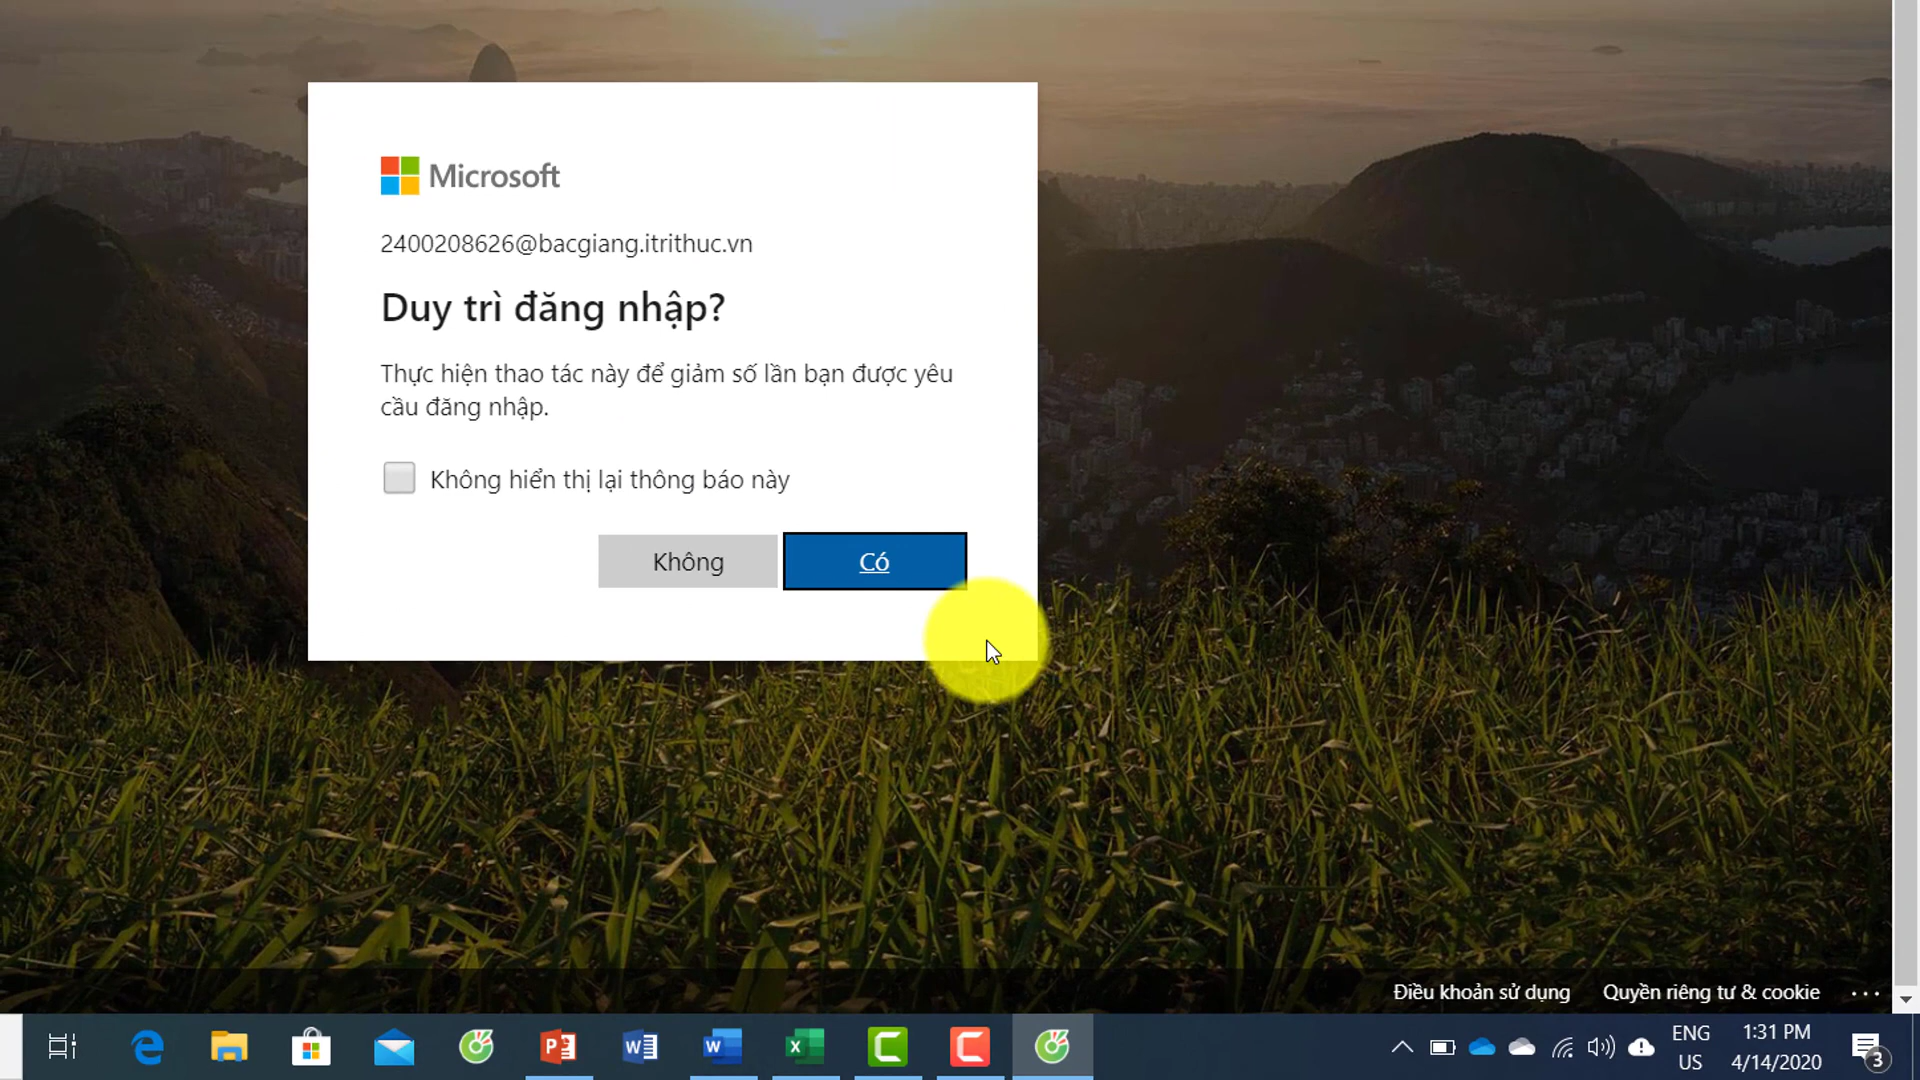 Microsoft
2400208626@bacgiang.itrithuc.vn
Duy trì đăng nhập?
Thực hiện thao tác này để giảm số lần bạn được yêu
cầu đăng nhập.
Không hiển thị lại thông báo này
Không
Có
Điều khoản sử dụng
Quyền riêng tư & cookie
ENG
US
1:31 PM
4/14/2020
3